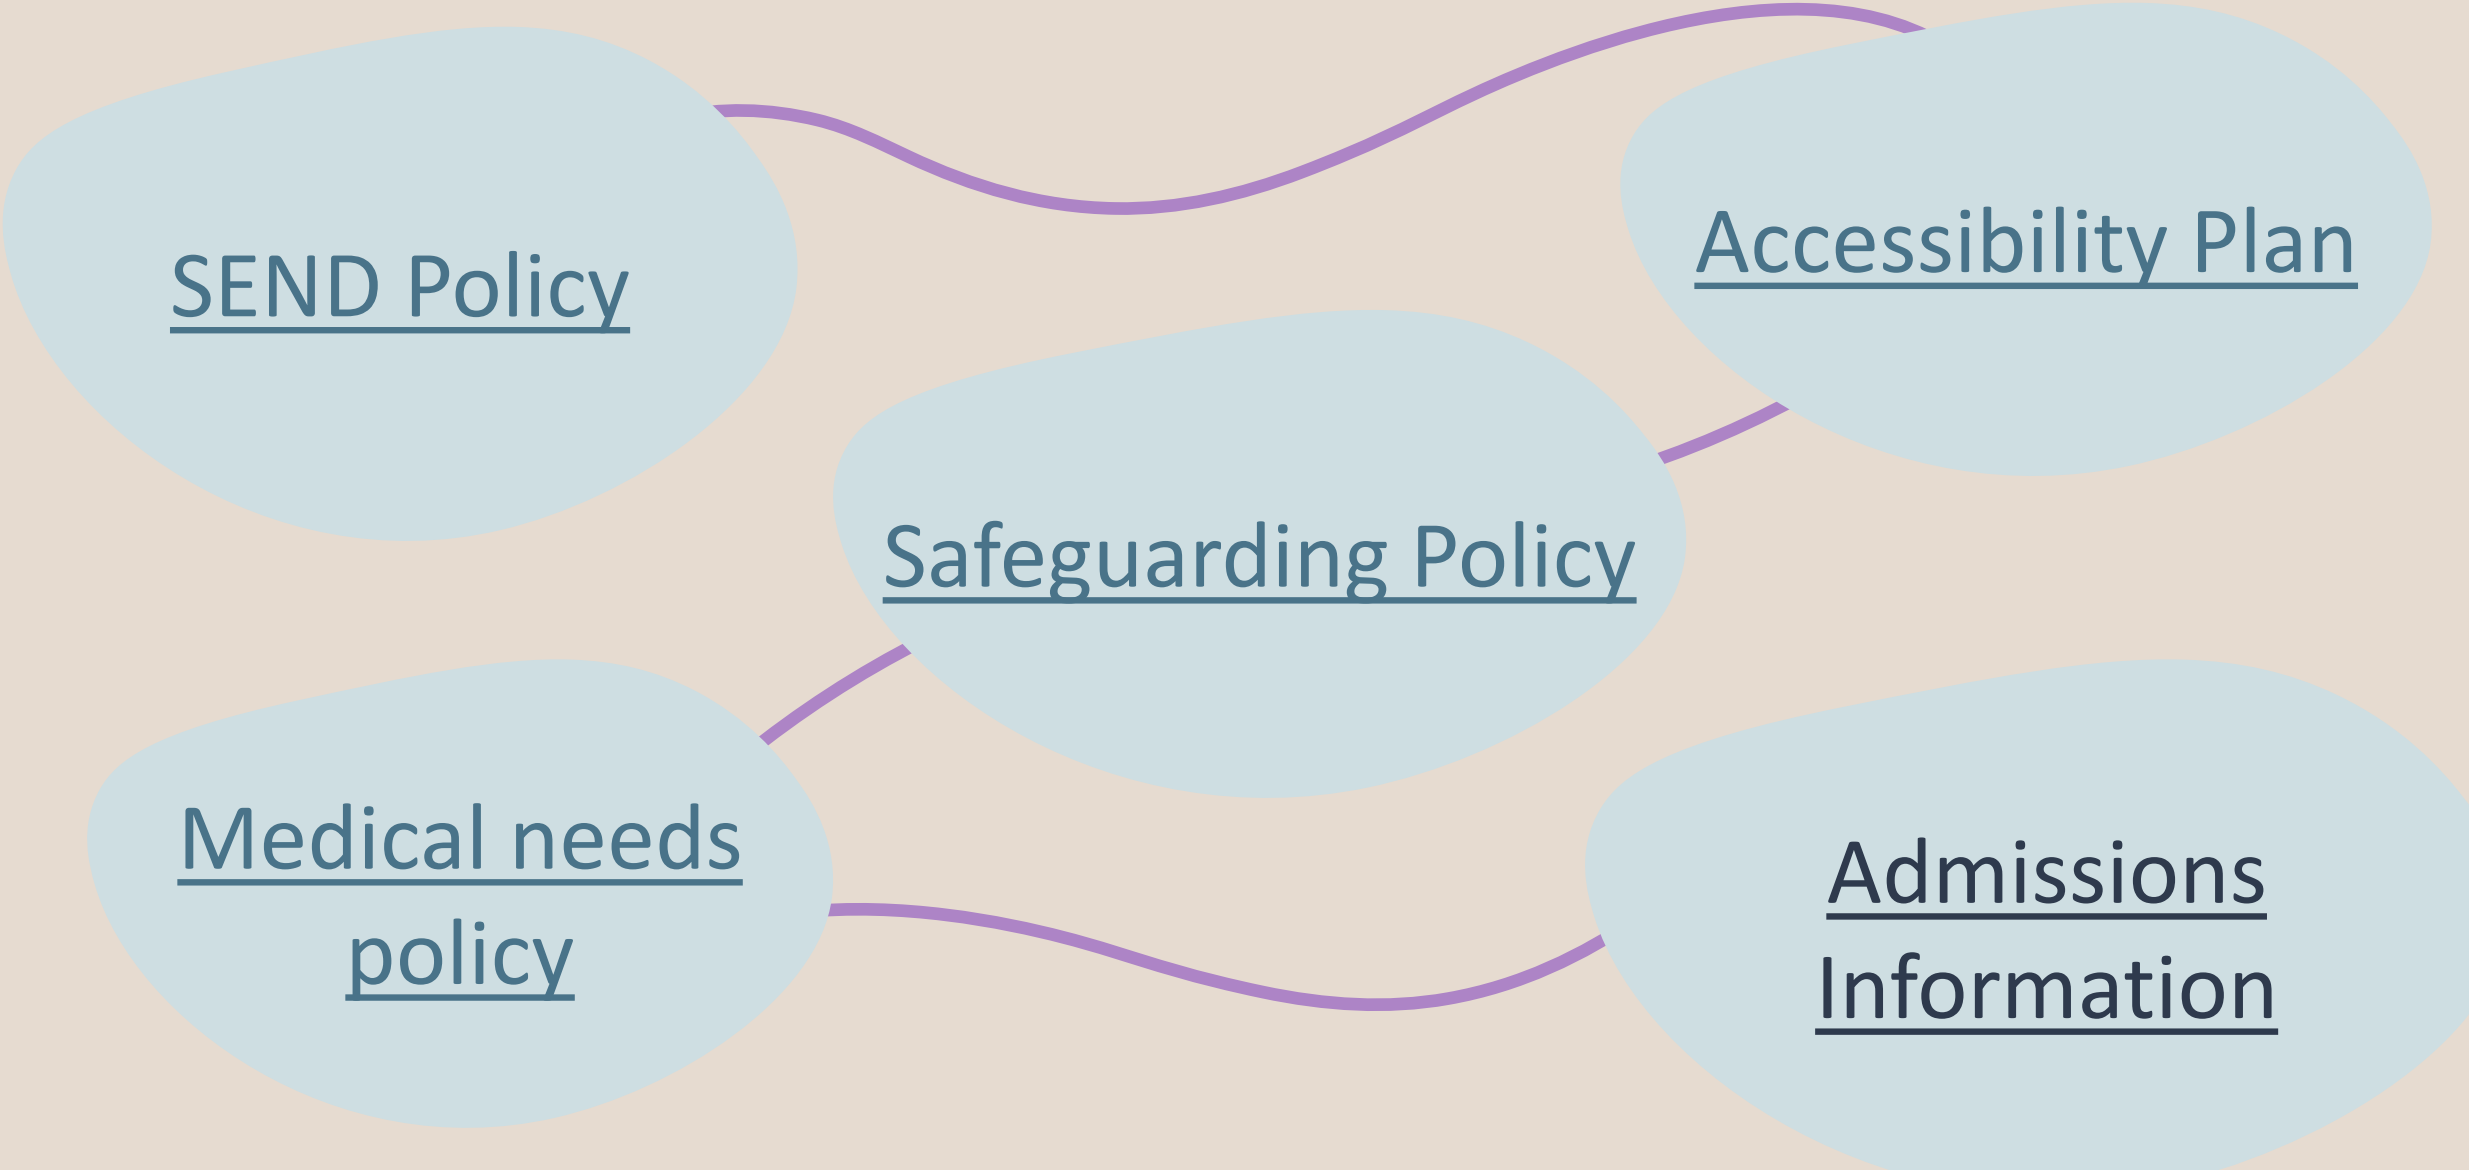 SEND Policy
Accessibility Plan
Safeguarding Policy
Medical needs
policy
Admissions
Information